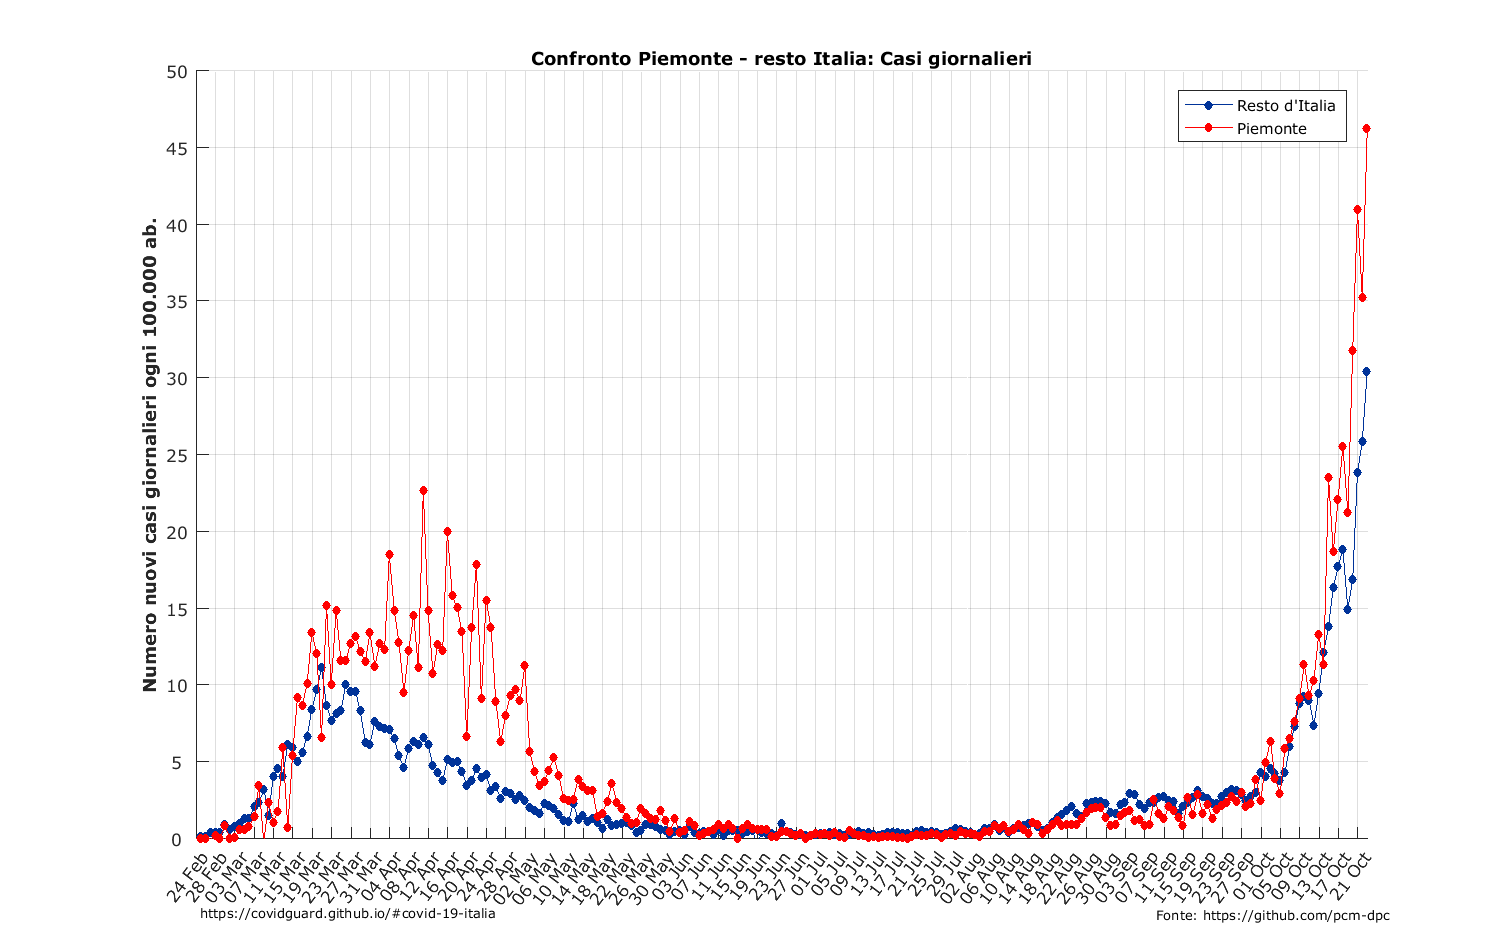 Confronto Piemonte - resto Italia: Casi giornalieri
Resto d'Italia
Piemonte
Numero nuovi casi giornalieri ogni 100.000 ab.
50
45
40
35
30
25
20
15
10
5
0
24 Feb
28 Feb
03 Mar
07 Mar
11 Mar
15 Mar
19 Mar
23 Mar
27 Mar
31 Mar
04 Apr
08 Apr
12 Apr
16 Apr
20 Apr
24 Apr
28 Apr
02 May
06 May
10 May
14 May
18 May
22 May
26 May
30 May
03 Jun
07 Jun
11 Jun
15 Jun
19 Jun
23 Jun
27 Jun
01 Jul
05 Jul
09 Jul
13 Jul
17 Jul
21 Jul
25 Jul
29 Jul
02 Aug
06 Aug
10 Aug
14 Aug
18 Aug
22 Aug
26 Aug
30 Aug
03 Sep
07 Sep
11 Sep
15 Sep
19 Sep
23 Sep
27 Sep
01 Oct
05 Oct
09 Oct
13 Oct
17 Oct
21 Oct
https://covidguard.github.io/#covid-19-italia
Fonte: https://github.com/pcm-dpc